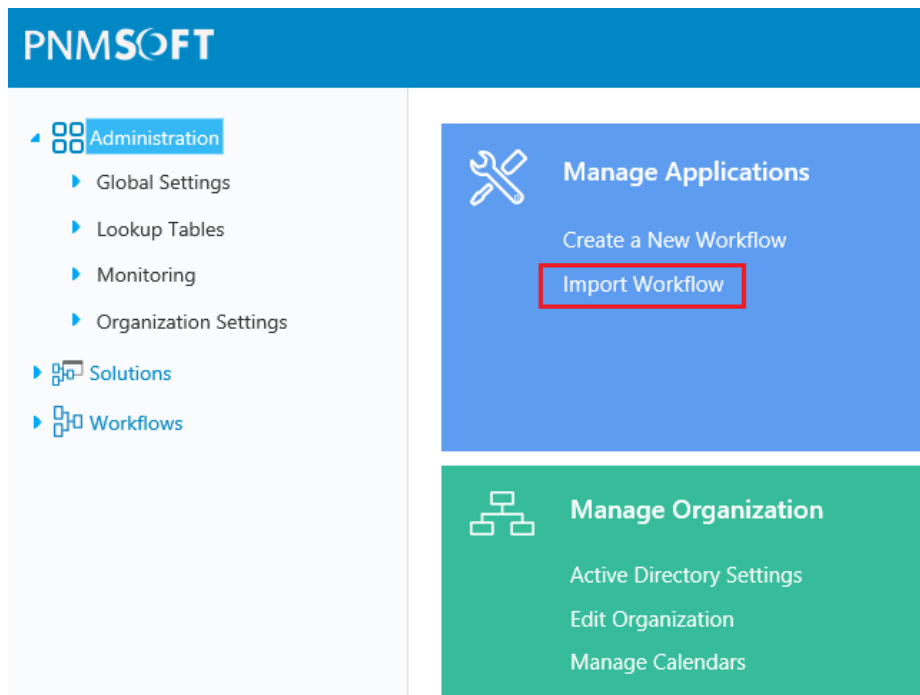 PNMSOFT
Administration
Global Settings
Lookup Tables
Monitoring
Organization Settings
Solutions
Workflows
Manage Applications
Create a New Workflow
Import Workflow
Manage Organization
Active Directory Settings
Edit Organization
Manage Calendars